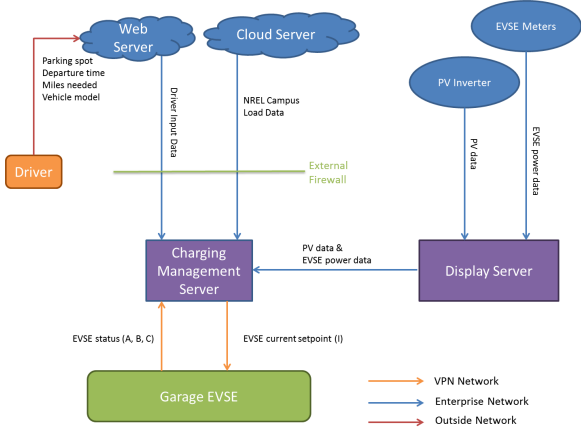 Web
Server
Cloud Server
EVSE Meters
Parking spot
Departure time
Miles needed
Vehicle model
PV Inverter
Driver Input Data
NREL Campus
Load Data
PV data
EVSE power data
Driver
External
Firewall
Charging
Management
Server
PV data &
EVSE power data
Display Server
EVSE status (A, B, C)
EVSE current setpoint (I)
Garage EVSE
VPN Network
Enterprise Network
Outside Network